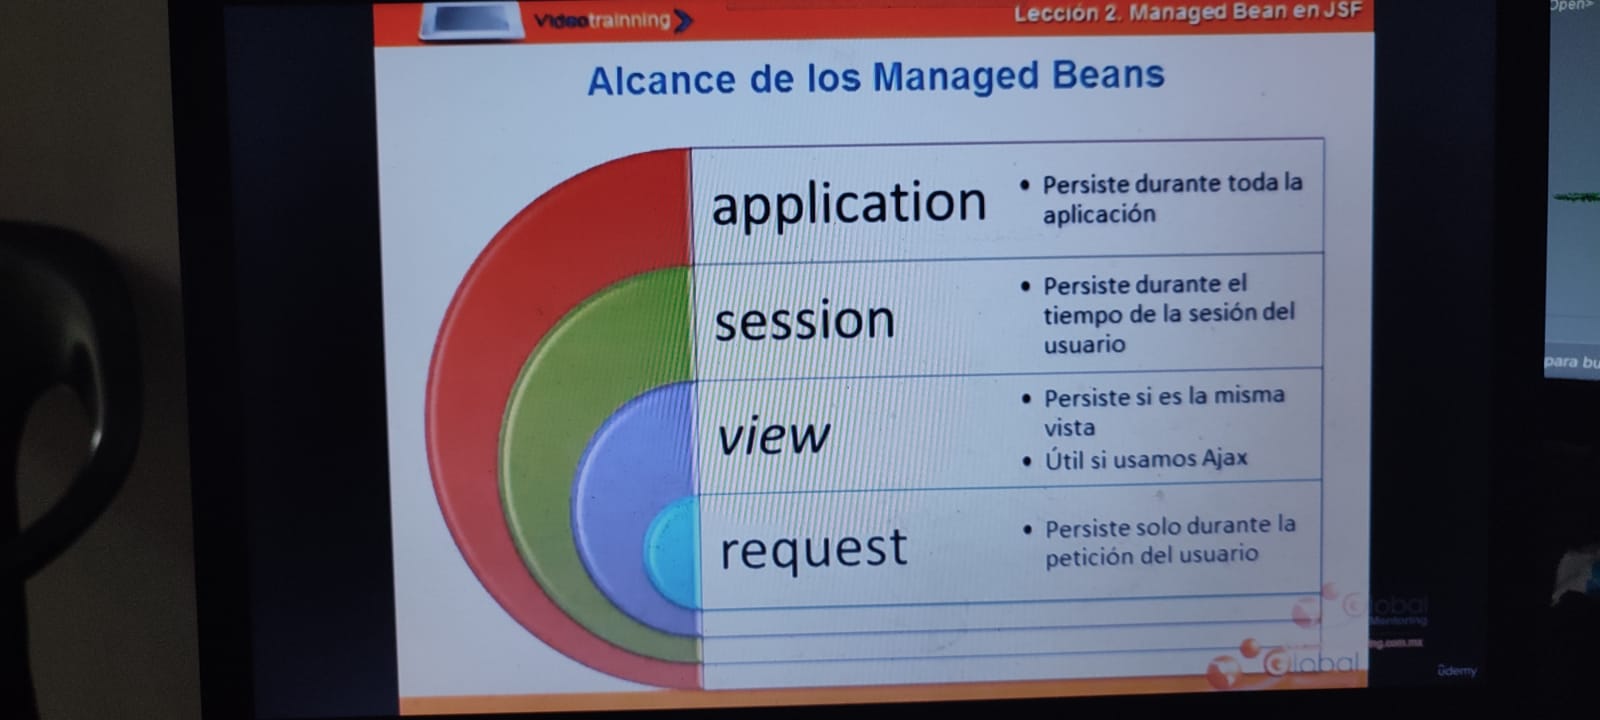 Videotrainning
Lección 2. Managed Bean en JSF
Alcance de los Managed Beans
application
• Persiste durante toda la
aplicación
session
• Persiste durante el
tiempo de la sesión del
usuario
view
• Persiste si es la misma
vista
• Útil si usamos Ajax
request
• Persiste solo durante la
petición del usuario
Global
Mentoring
ng.com.mx
Global
ûdemy
Open>
para bu